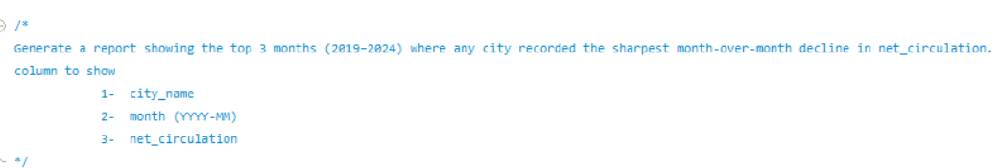 /*
Generate a report showing the top 3 months (2019–2024) where any city recorded the sharpest month-over-month decline in net_circulation.
column to show
1- city_name
2- month (YYYY-MM)
3- net_circulation
*/